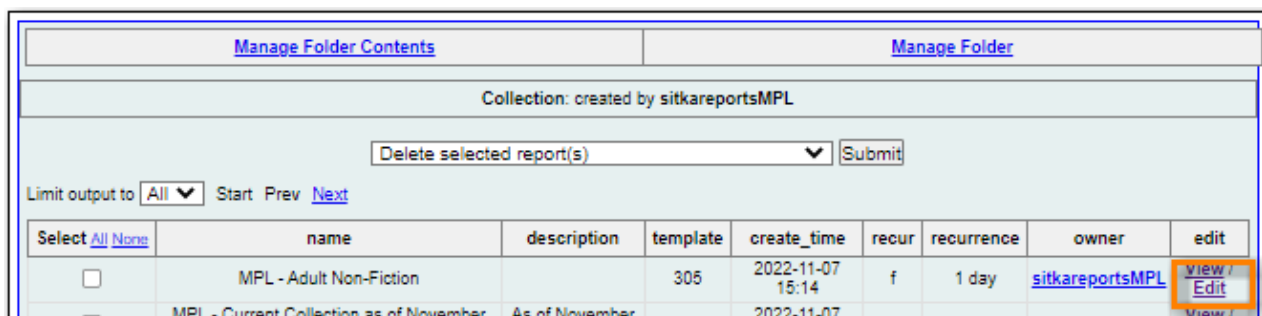 Manage Folder Contents Manage Folder
Collection: created by sitkareportsMPL
Delete selected report(s) Submit
Limit output to All Start Prev Next
Select All None name description template create_time recur recurrence owner edit
MPL - Adult Non-Fiction 305 2022-11-07 15:14 f 1 day sitkareportsMPL View / Edit
MPL - Current Collection as of November As of November 2022-11-07 View /